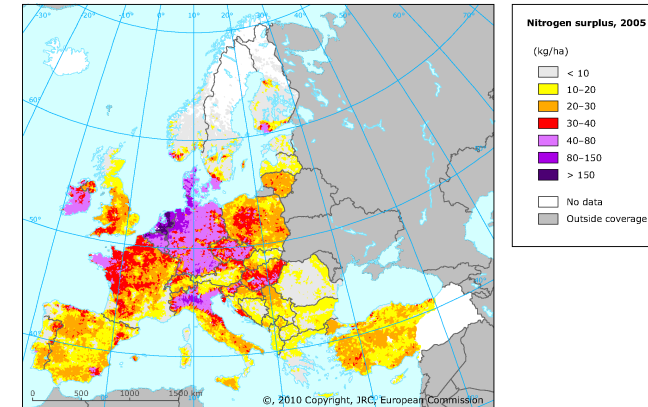 -30° -20° -10° 0° 10° 20° 30° 40° 50° 60° 70°
60°
50°
40°
0 500 1000 1500 km
©, 2010 Copyright, JRC, European Commission
Nitrogen surplus, 2005
(kg/ha)
< 10
10–20
20–30
30–40
40–80
80–150
> 150
No data
Outside coverage